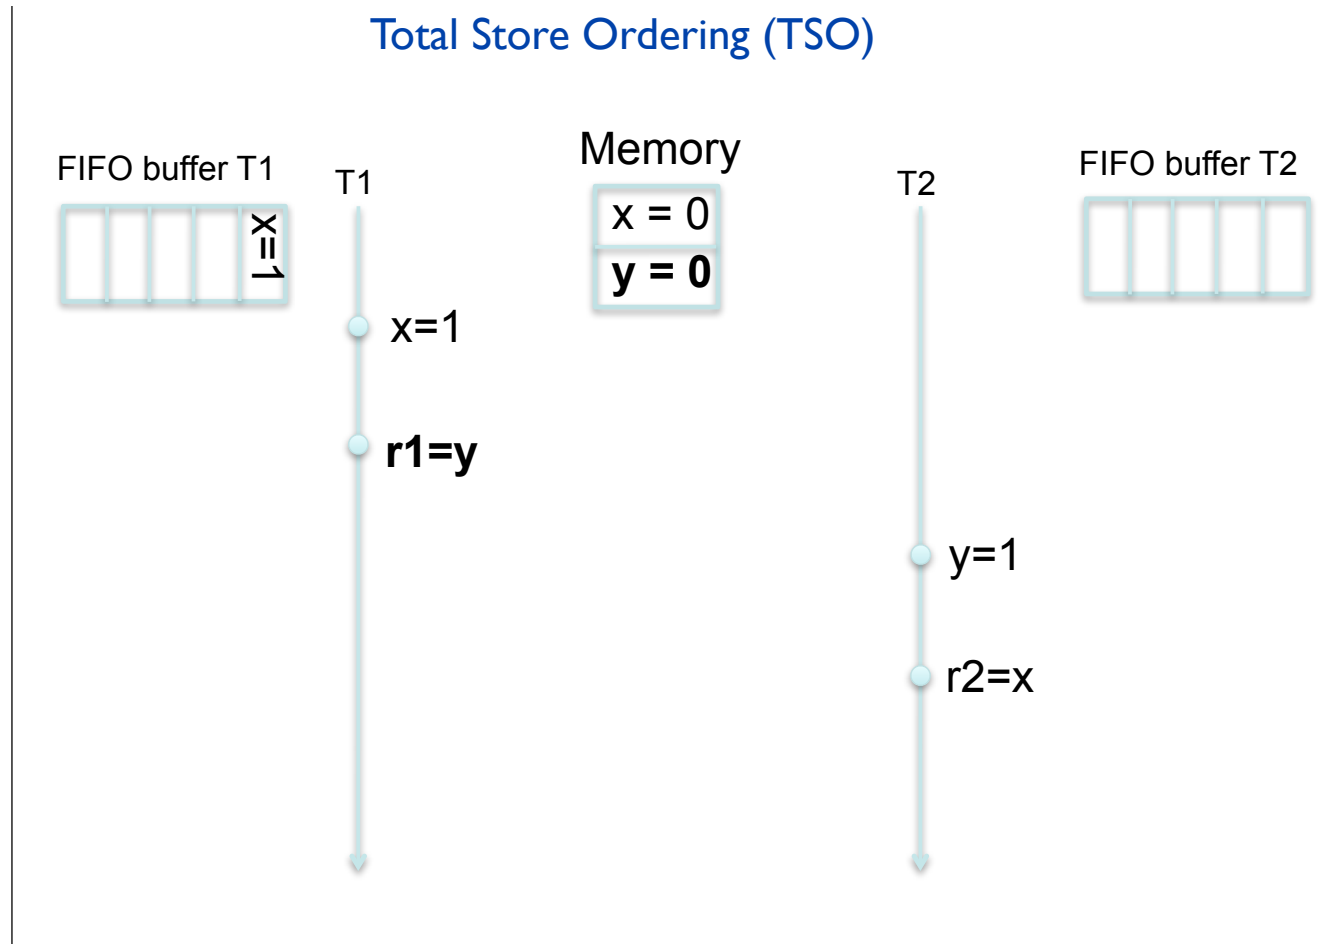 Total Store Ordering (TSO)
FIFO buffer T1
T1
Memory
T2
FIFO buffer T2
x=1
x = 0
y = 0
x=1
r1=y
y=1
r2=x